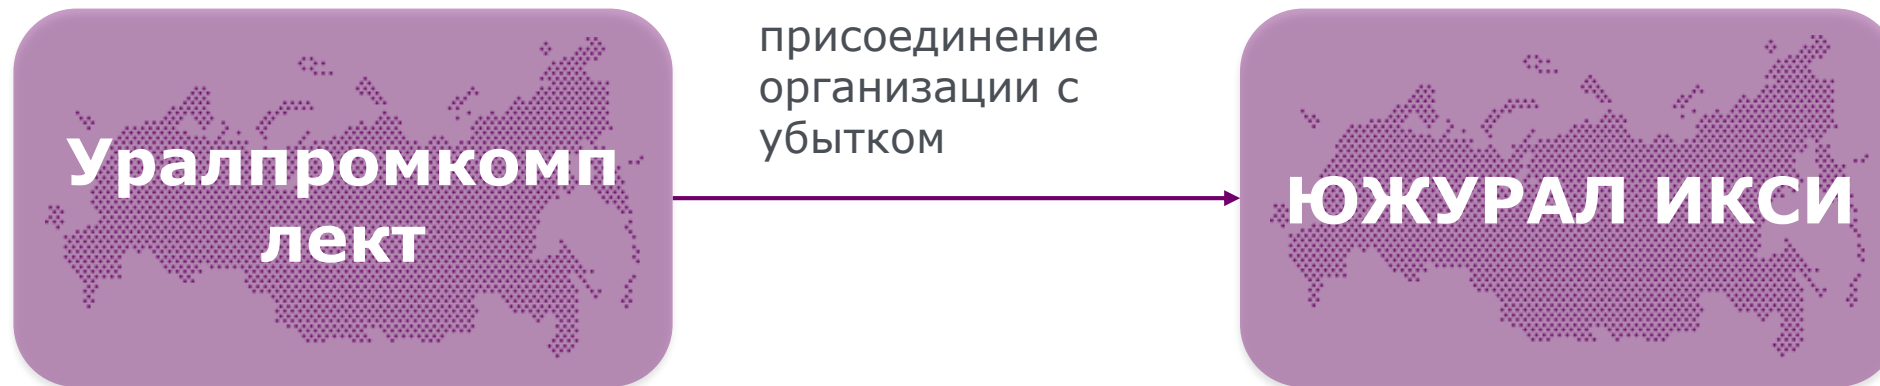 Уралпромкомп
лект
присоединение
организации с
убытком
ЮЖУРАЛ ИКСИ